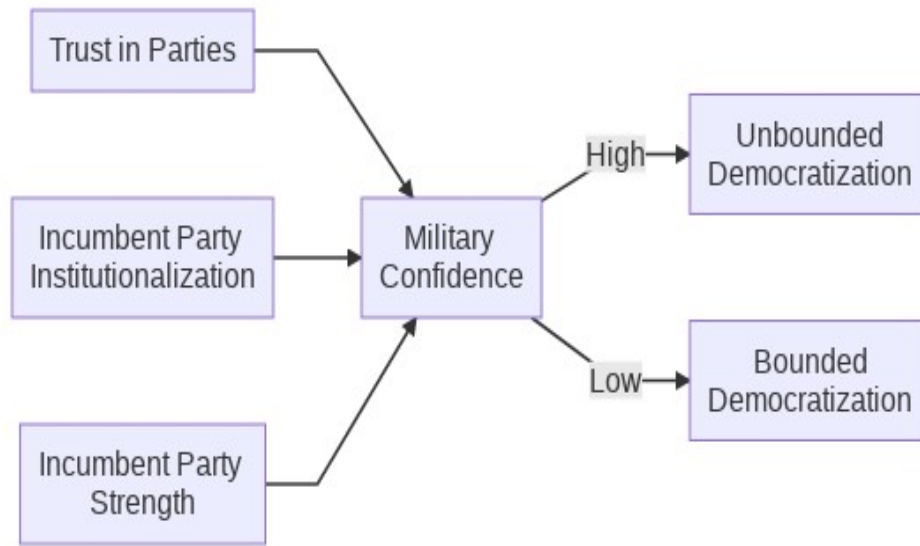 Trust in Parties
Incumbent Party
Institutionalization
Incumbent Party
Strength
Military
Confidence
High
Low
Unbounded
Democratization
Bounded
Democratization